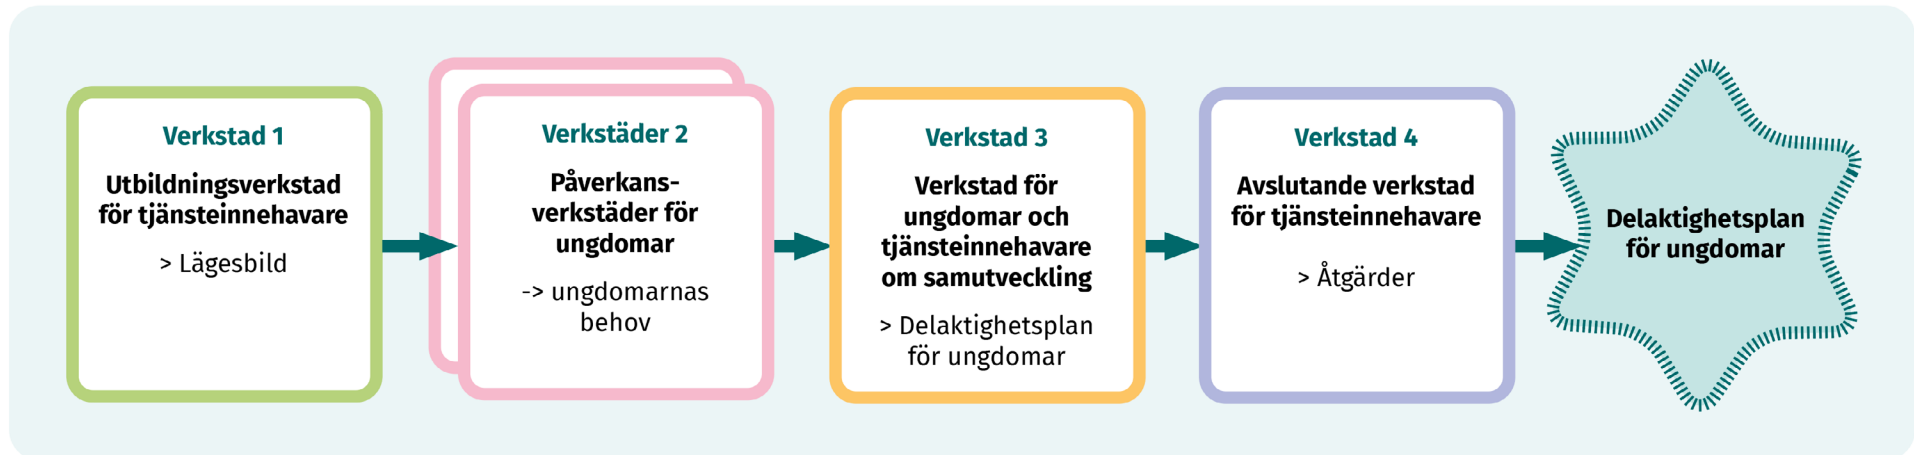 Verkstad 1
Utbildningsverkstad
för tjänsteinnehavare
> Lägesbild
Verkstäder 2
Påverkans-
verkstäder för
ungdomar
-> ungdomarnas
behov
Verkstad 3
Verkstad för
ungdomar och
tjänsteinnehavare
om samutveckling
> Delaktighetsplan
för ungdomar
Verkstad 4
Avslutande verkstad
för tjänsteinnehavare
> Åtgärder
Delaktighetsplan
för ungdomar